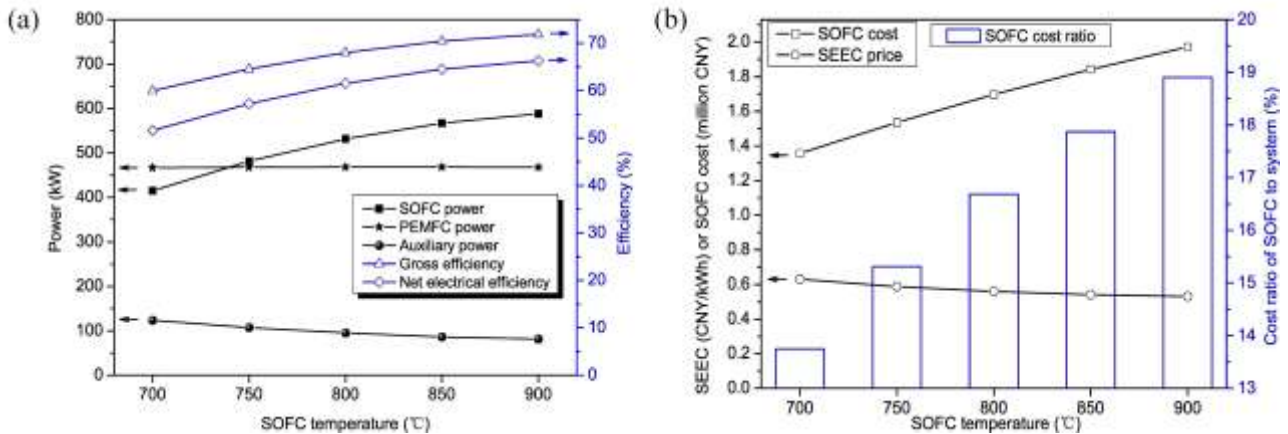 (a)
800
700
600
500
400
300
200
100
0
Power (kW)
70
60
50
40
30
20
10
0
Efficiency (%)
SOFC power
PEMFC power
Auxiliary power
Gross efficiency
Net electrical efficiency
700 750 800 850 900
SOFC temperature (℃)
(b)
2.0
1.8
1.6
1.4
1.2
1.0
0.8
0.6
0.4
0.2
0.0
SEEC (CNY/kWh) or SOFC cost (million CNY)
SOFC cost
SEEC price
SOFC cost ratio
20
19
18
17
16
15
14
13
Cost ratio of SOFC to system (%)
700 750 800 850 900
SOFC temperature (℃)